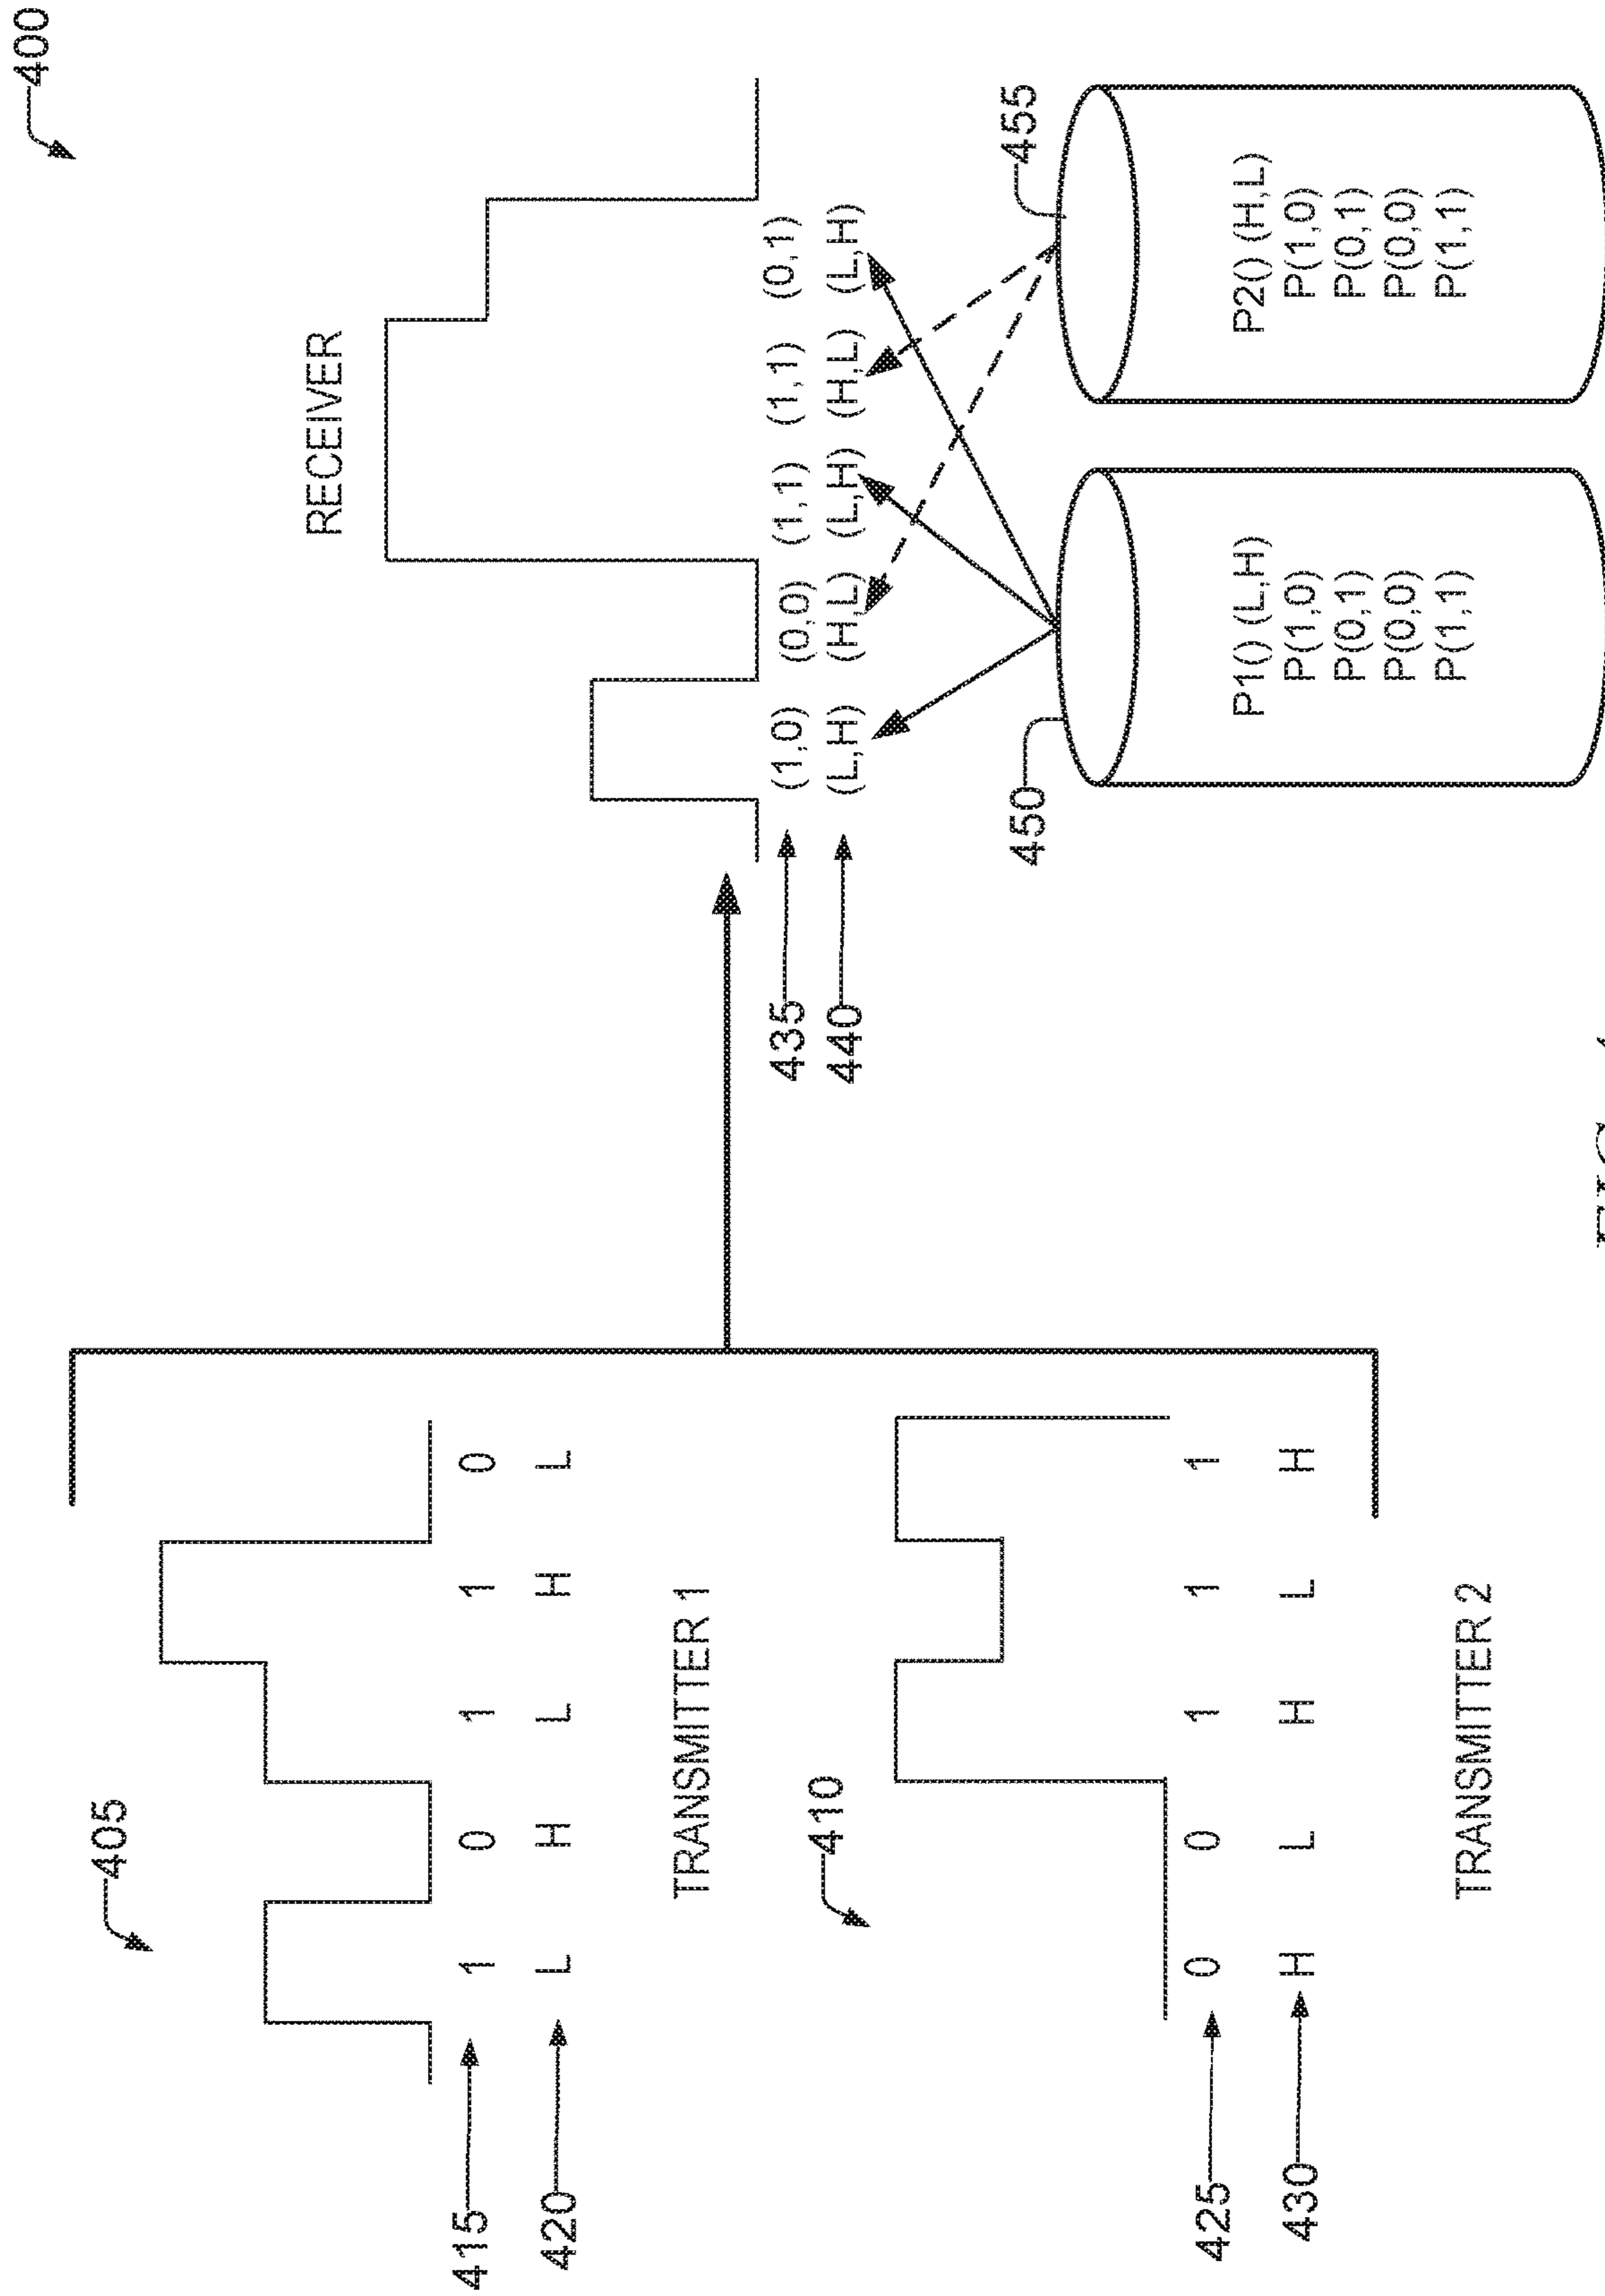 400
405
1 0 1 1 0
415
L H L H L
420
TRANSMITTER 1
410
0 0 1 1 1
425
H L H L H
430
TRANSMITTER 2
RECEIVER
435
(1,0) (0,0) (1,1) (1,1) (0,1)
440
(L,H) (H,L) (L,H) (H,L) (L,H)
450
P1() (L,H)
P(1,0)
P(0,1)
P(0,0)
P(1,1)
455
P2() (H,L)
P(1,0)
P(0,1)
P(0,0)
P(1,1)